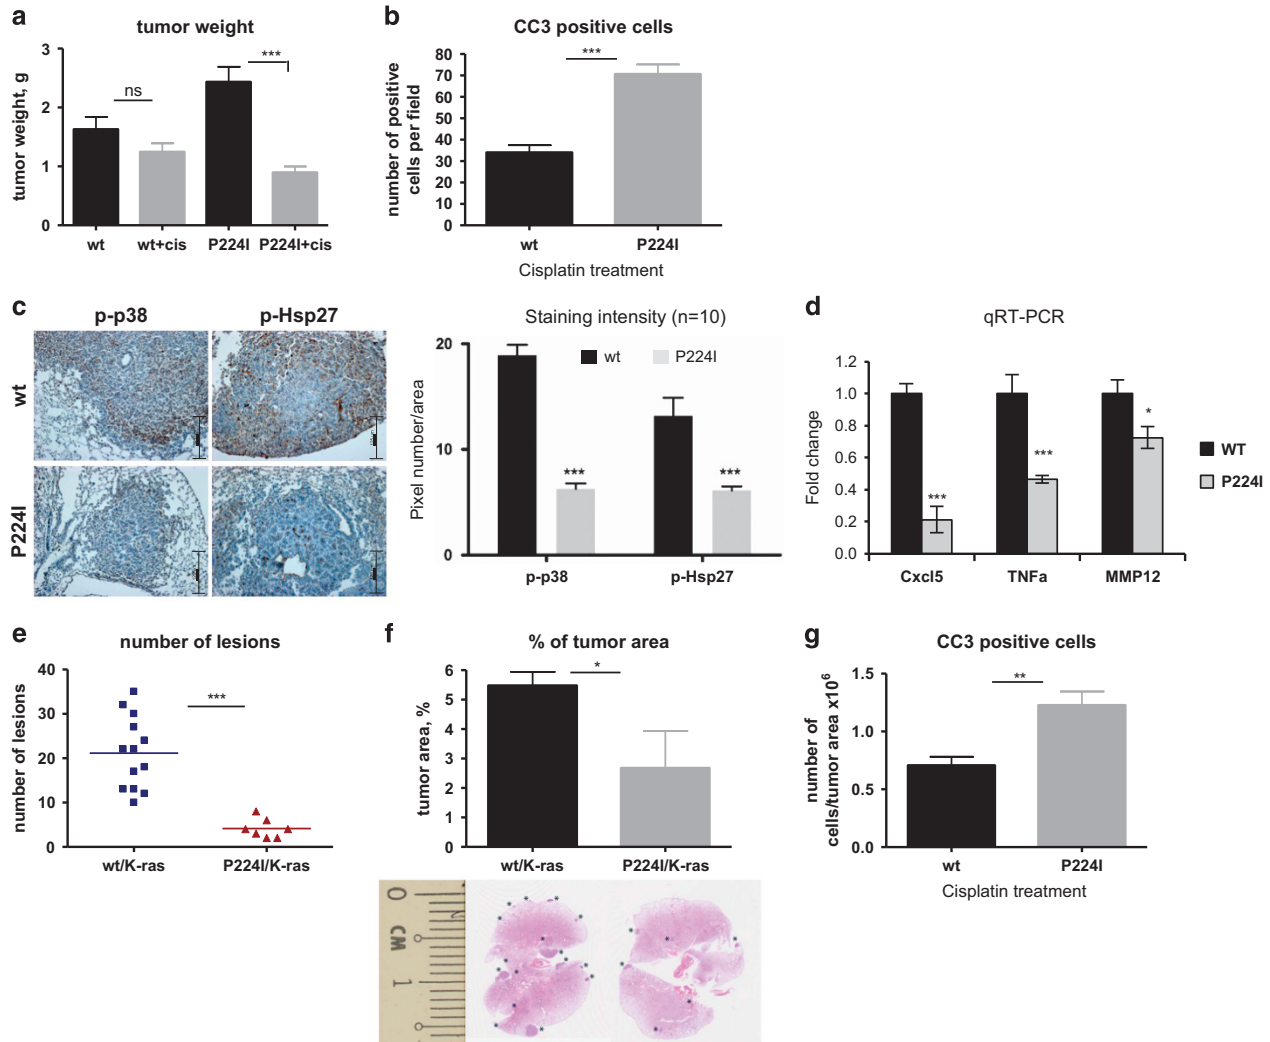 a
tumor weight
tumor weight, g
3
2
1
0
ns
***
wt
wt+cis
P224I
P224I+cis
b
CC3 positive cells
number of positive
cells per field
80
70
60
50
40
30
20
10
0
***
wt
P224I
Cisplatin treatment
c
p-p38
p-Hsp27
wt
P224I
Staining intensity (n=10)
Pixel number/area
20
10
0
wt
P224I
***
***
p-p38
p-Hsp27
d
qRT-PCR
Fold change
1.2
1.0
0.8
0.6
0.4
0.2
0.0
***
***
*
Cxcl5
TNFa
MMP12
WT
P224I
e
number of lesions
number of lesions
40
30
20
10
0
***
wt/K-ras
P224I/K-ras
f
% of tumor area
tumor area, %
6
5
4
3
2
1
0
*
wt/K-ras
P224I/K-ras
0
CM
1
g
CC3 positive cells
number of
cells/tumor area x10⁶
1.5
1.0
0.5
0.0
**
wt
P224I
Cisplatin treatment